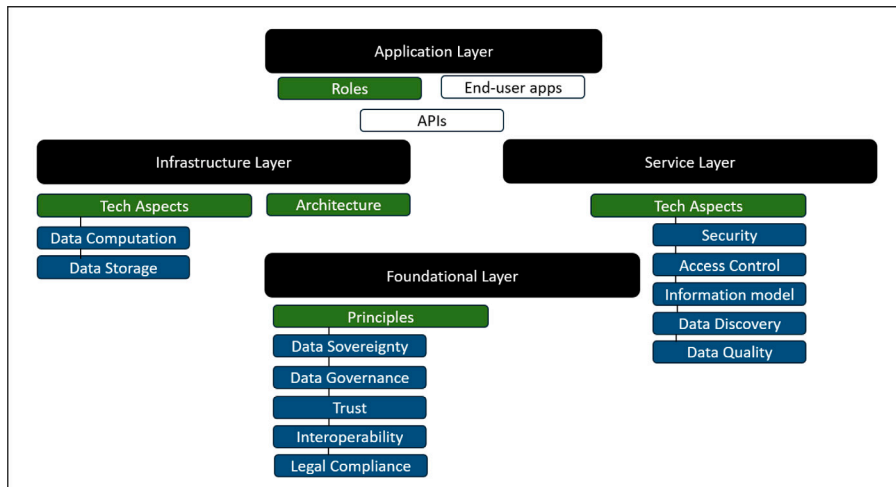 Application Layer
Roles
End-user apps
APIs
Infrastructure Layer
Service Layer
Tech Aspects
Architecture
Tech Aspects
Data Computation
Security
Data Storage
Access Control
Foundational Layer
Information model
Principles
Data Discovery
Data Sovereignty
Data Quality
Data Governance
Trust
Interoperability
Legal Compliance